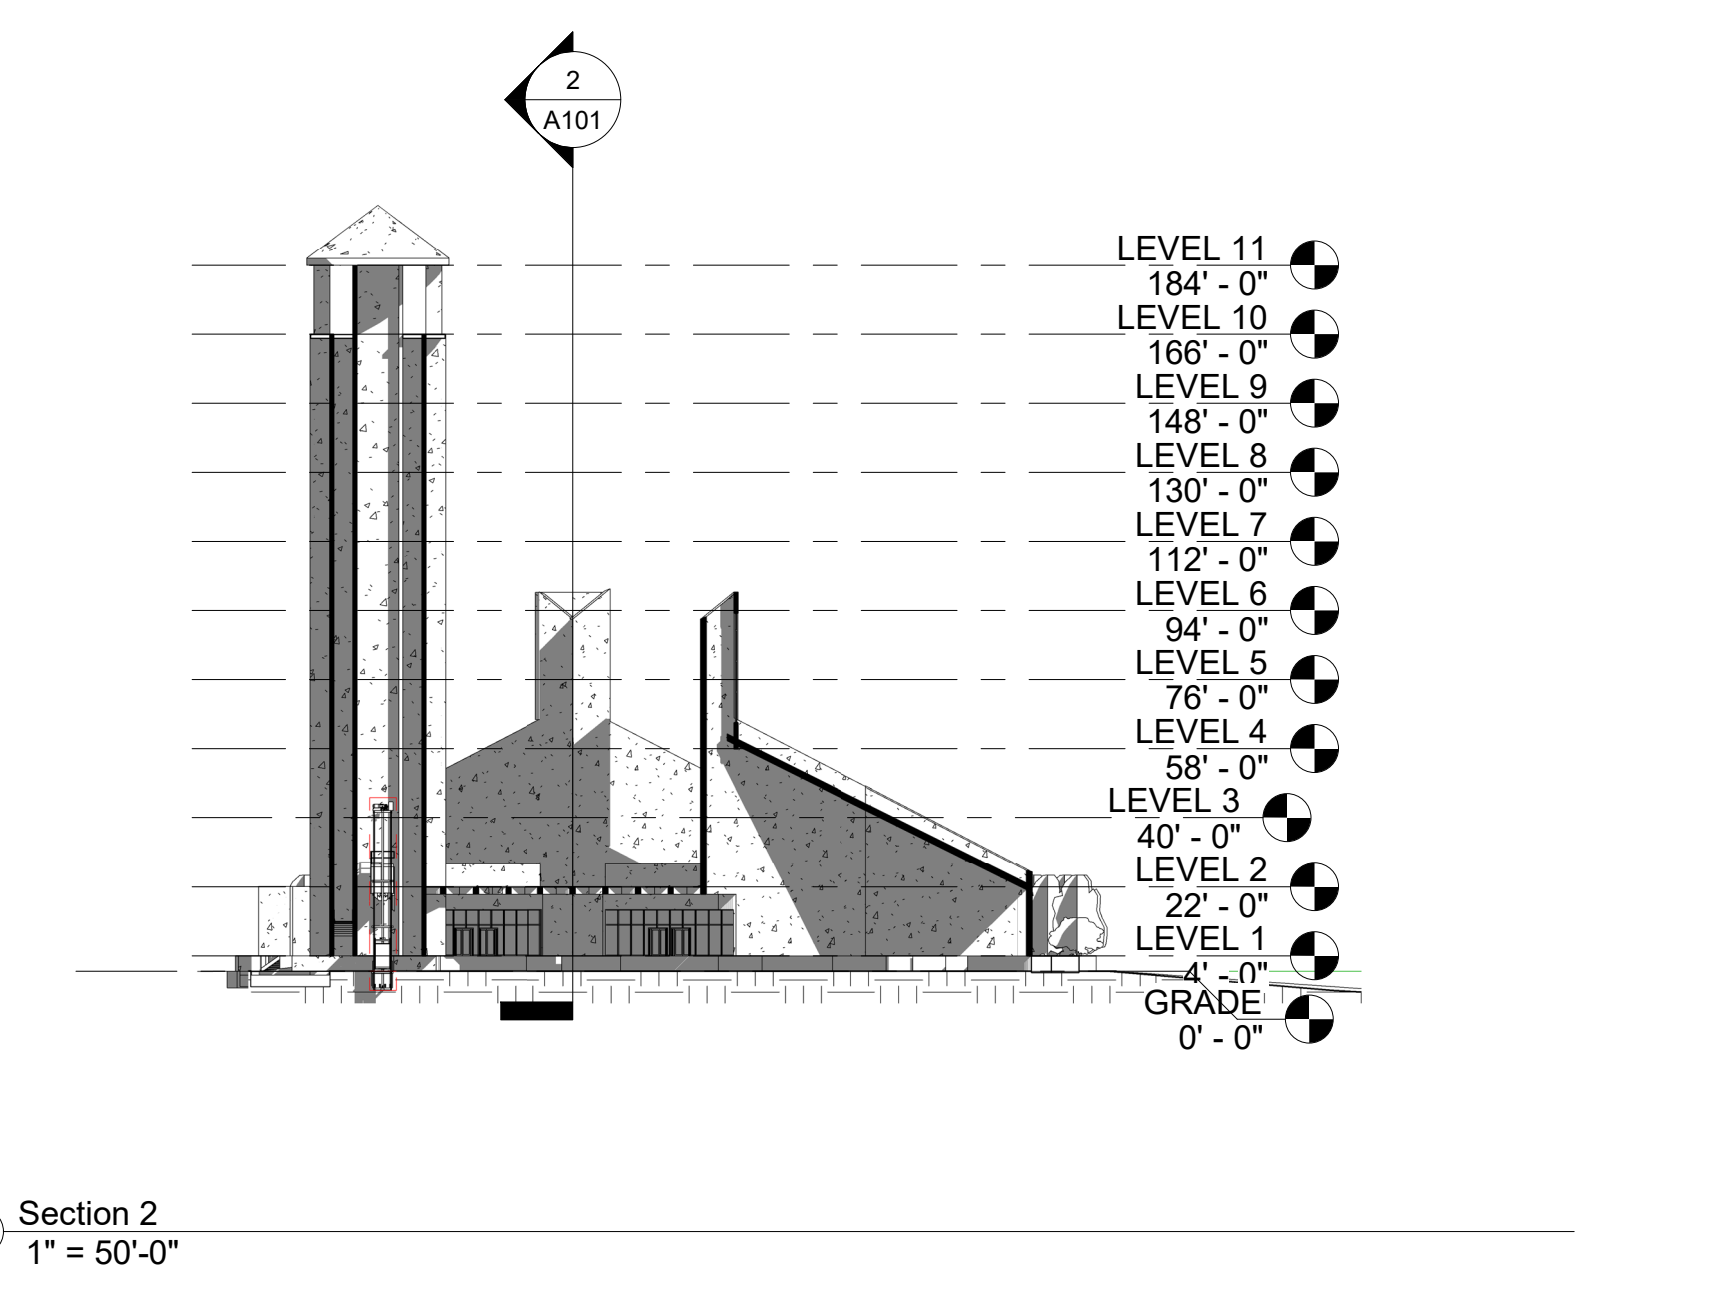 2
A101
LEVEL 11
184' - 0"
LEVEL 10
166' - 0"
LEVEL 9
148' - 0"
LEVEL 8
130' - 0"
LEVEL 7
112' - 0"
LEVEL 6
94' - 0"
LEVEL 5
76' - 0"
LEVEL 4
58' - 0"
LEVEL 3
40' - 0"
LEVEL 2
22' - 0"
LEVEL 1
4' - 0"
GRADE
0' - 0"
Section 2
1" = 50'-0"